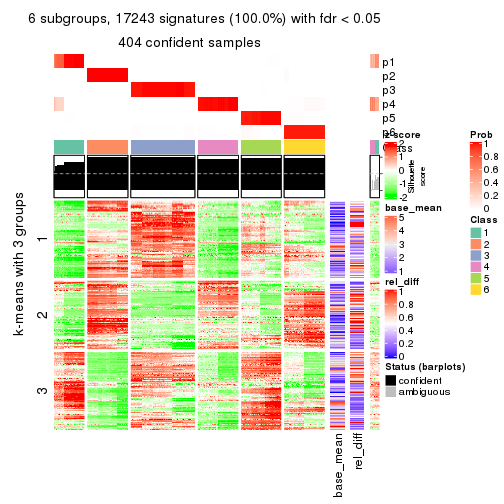 6 subgroups, 17243 signatures (100.0%) with fdr < 0.05
404 confident samples
p1
p2
p3
p4
p5
p6
z-score
2
1
0
-1
-2
Class
Silhouette
score
Prob
1
0.8
0.6
0.4
0.2
0
base_mean
5
4
3
2
1
Class
1
2
3
4
5
6
rel_diff
1
0.8
0.6
0.4
0.2
0
Status (barplots)
confident
ambiguous
k-means with 3 groups
1
2
3
base_mean
rel_diff